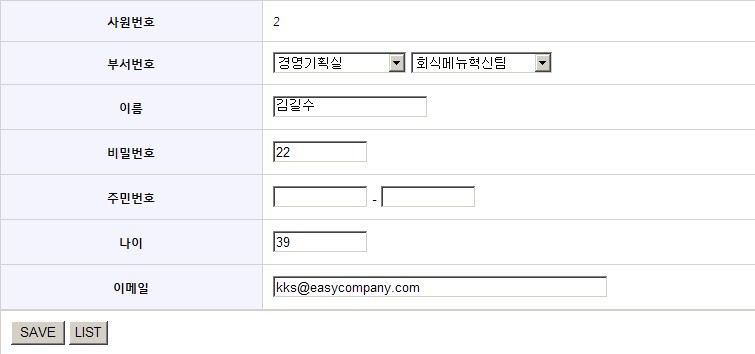 사원번호 2
부서번호 경영기획실 회식메뉴혁신팀
이름 김길수
비밀번호 22
주민번호 -
나이 39
이메일 kks@easycompany.com
SAVE LIST